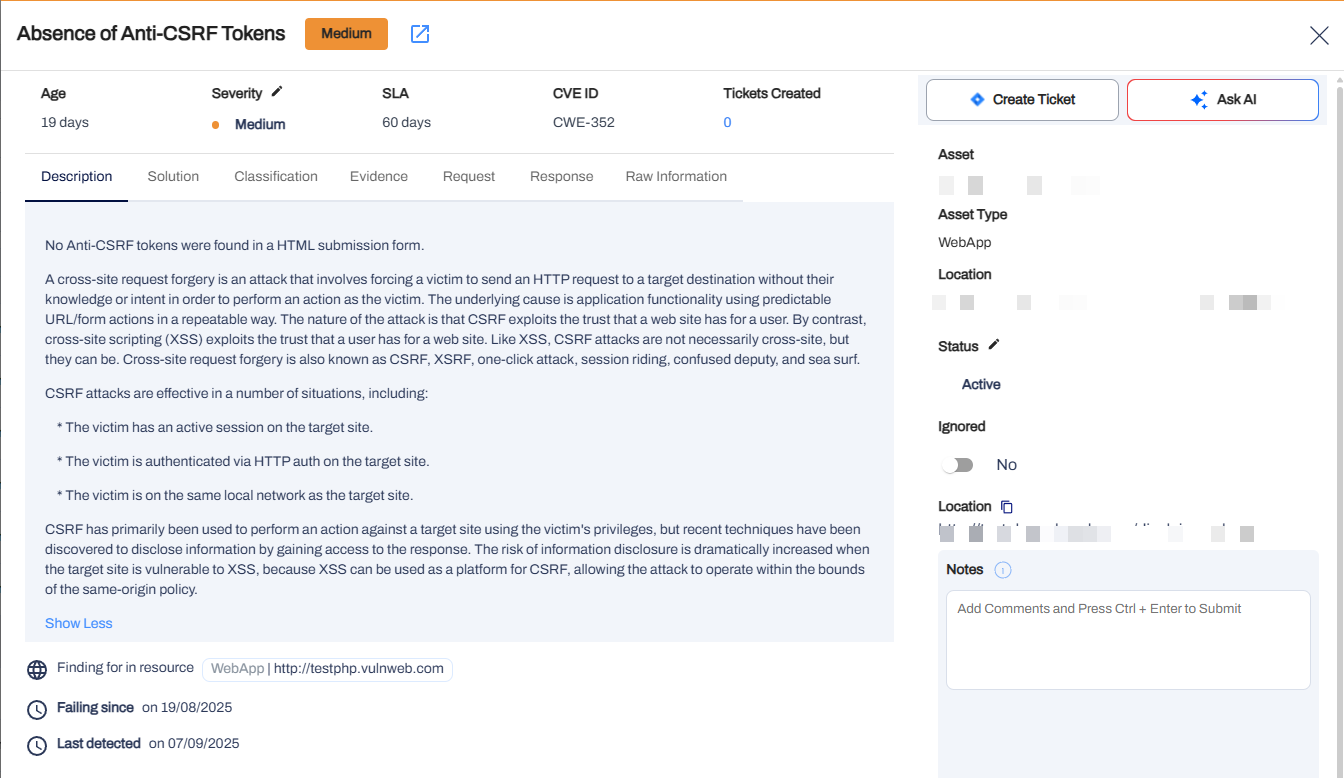 Absence of Anti-CSRF Tokens Medium
Age Severity SLA CVE ID Tickets Created
19 days Medium 60 days CWE-352 0
Description Solution Classification Evidence Request Response Raw Information
No Anti-CSRF tokens were found in a HTML submission form.
A cross-site request forgery is an attack that involves forcing a victim to send an HTTP request to a target destination without their
knowledge or intent in order to perform an action as the victim. The underlying cause is application functionality using predictable
URL/form actions in a repeatable way. The nature of the attack is that CSRF exploits the trust that a web site has for a user. By contrast,
cross-site scripting (XSS) exploits the trust that a user has for a web site. Like XSS, CSRF attacks are not necessarily cross-site, but
they can be. Cross-site request forgery is also known as CSRF, XSRF, one-click attack, session riding, confused deputy, and sea surf.
CSRF attacks are effective in a number of situations, including:
* The victim has an active session on the target site.
* The victim is authenticated via HTTP auth on the target site.
* The victim is on the same local network as the target site.
CSRF has primarily been used to perform an action against a target site using the victim's privileges, but recent techniques have been
discovered to disclose information by gaining access to the response. The risk of information disclosure is dramatically increased when
the target site is vulnerable to XSS, because XSS can be used as a platform for CSRF, allowing the attack to operate within the bounds
of the same-origin policy.
Show Less
Finding for in resource WebApp | http://testphp.vulnweb.com
Failing since on 19/08/2025
Last detected on 07/09/2025
Create Ticket Ask AI
Asset
Asset Type
WebApp
Location
Status
Active
Ignored
No
Location
Notes
Add Comments and Press Ctrl + Enter to Submit